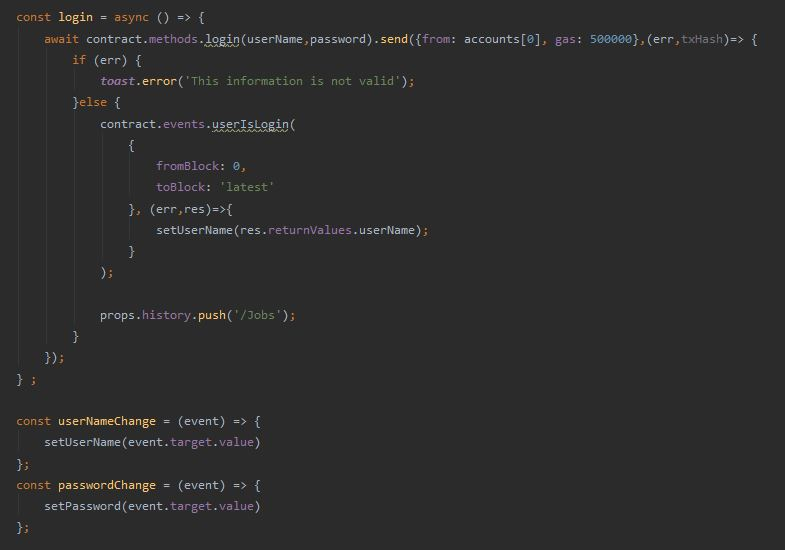 const login = async () => {
await contract.methods.login(userName,password).send({from: accounts[0], gas: 500000},(err,txHash)=> {
if (err) {
toast.error('This information is not valid');
}else {
contract.events.userIsLogin(
{
fromBlock: 0,
toBlock: 'latest'
}, (err,res)=>{
setUserName(res.returnValues.userName);
}
);
props.history.push('/Jobs');
}
});
} ;
const userNameChange = (event) => {
setUserName(event.target.value)
};
const passwordChange = (event) => {
setPassword(event.target.value)
};